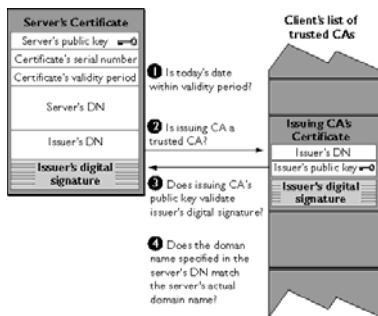 Server's Certificate
Server's public key
Certificate's serial number
Certificate's validity period
Server's DN
Issuer's DN
Issuer's digital
signature
1 Is today's date
within validity period?
2 Is issuing CA a
trusted CA?
3 Does issuing CA's
public key validate
issuer's digital signature?
4 Does the domain
name specified in the
server's DN match
the server's actual
domain name?
Client's list of
trusted CAs
Issuing CA's
Certificate
Issuer's DN
Issuer's public key
Issuer's digital
signature